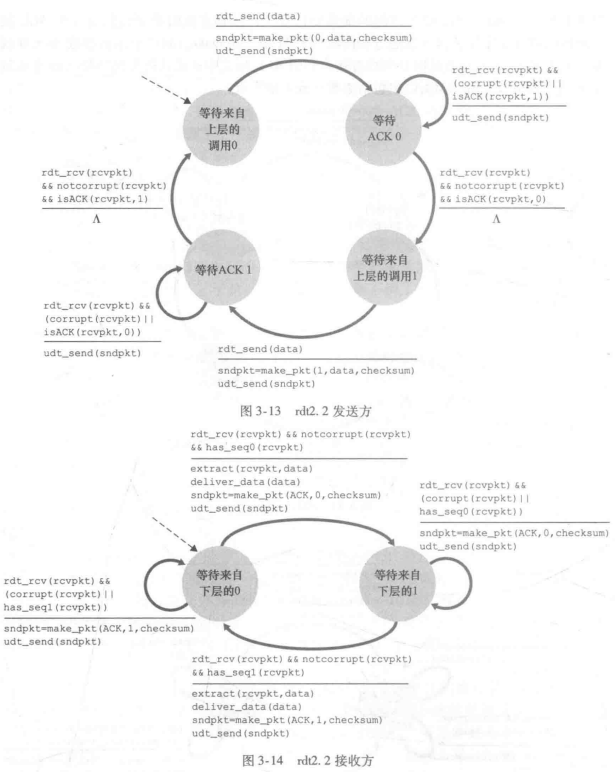 rdt_send(data)
sndpkt=make_pkt(0,data,checksum)
udt_send(sndpkt)
rdt_rcv(rcvpkt) &&
(corrupt(rcvpkt)||
isACK(rcvpkt,1))
udt_send(sndpkt)
等待来自
上层的
调用0
等待
ACK 0
rdt_rcv(rcvpkt)
&& notcorrupt(rcvpkt)
&& isACK(rcvpkt,1)
Λ
rdt_rcv(rcvpkt)
&& notcorrupt(rcvpkt)
&& isACK(rcvpkt,0)
Λ
等待ACK 1
等待来自
上层的调用1
rdt_rcv(rcvpkt) &&
(corrupt(rcvpkt)||
isACK(rcvpkt,0))
udt_send(sndpkt)
rdt_send(data)
sndpkt=make_pkt(1,data,checksum)
udt_send(sndpkt)
图 3-13 rdt2. 2 发送方
rdt_rcv(rcvpkt) && notcorrupt(rcvpkt)
&& has_seq0(rcvpkt)
extract(rcvpkt,data)
deliver_data(data)
sndpkt=make_pkt(ACK,0,checksum)
udt_send(sndpkt)
rdt_rcv(rcvpkt) &&
(corrupt(rcvpkt)||
has_seq0(rcvpkt))
sndpkt=make_pkt(ACK,0,checksum)
udt_send(sndpkt)
等待来自
下层的0
等待来自
下层的1
rdt_rcv(rcvpkt) &&
(corrupt(rcvpkt)||
has_seq1(rcvpkt))
sndpkt=make_pkt(ACK,1,checksum)
udt_send(sndpkt)
rdt_rcv(rcvpkt) && notcorrupt(rcvpkt)
&& has_seq1(rcvpkt)
extract(rcvpkt,data)
deliver_data(data)
sndpkt=make_pkt(ACK,1,checksum)
udt_send(sndpkt)
图 3-14 rdt2. 2 接收方